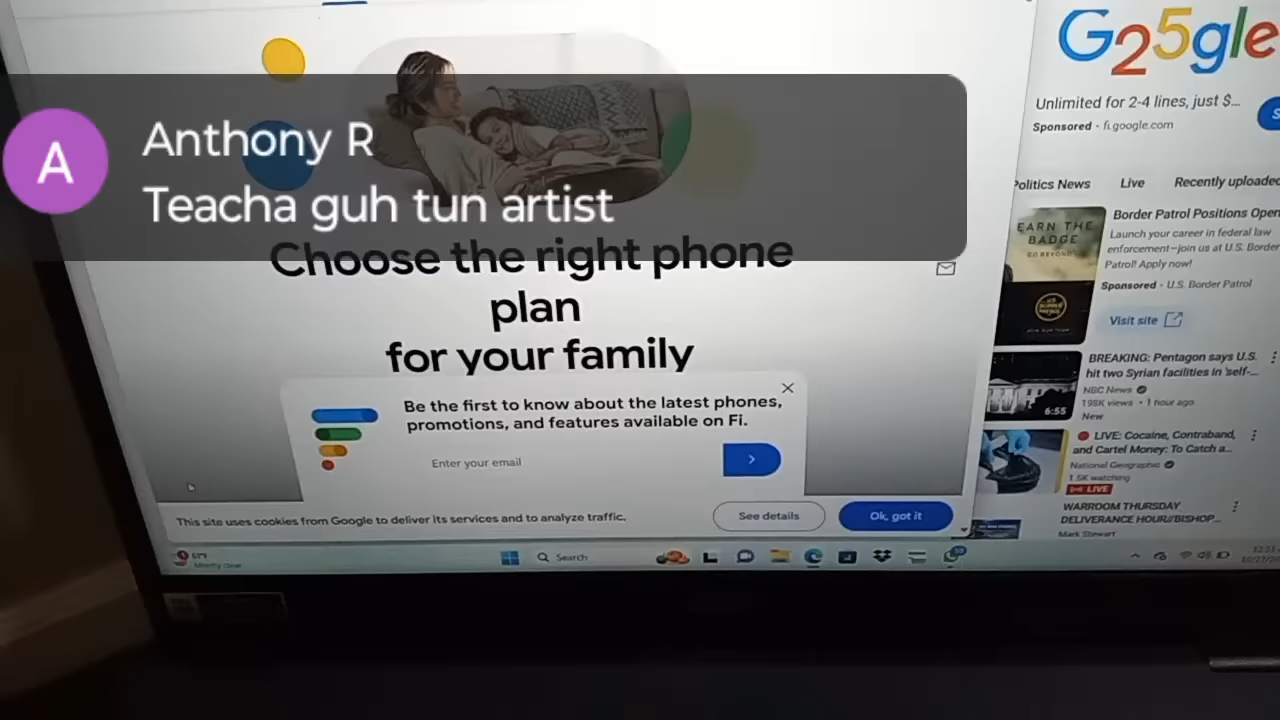 G25gle
Unlimited for 2-4 lines, just $...
Sponsored · fi.google.com
A
Anthony R
Teacha guh tun artist
Choose the right phone
plan
for your family
Be the first to know about the latest phones,
promotions, and features available on Fi.
Enter your email
This site uses cookies from Google to deliver its services and to analyze traffic.
See details
Ok, got it
Politics News
Live
Recently uploaded
EARN THE
BADGE
GO BEYOND
Border Patrol Positions Open
Launch your career in federal law
enforcement—join us at U.S. Border
Patrol! Apply now!
Sponsored · U.S. Border Patrol
Visit site
BREAKING: Pentagon says U.S.
hit two Syrian facilities in 'self-...
NBC News
198K views · 1 hour ago
New
6:55
LIVE: Cocaine, Contraband,
and Cartel Money: To Catch a...
National Geographic
1.5K watching
LIVE
WARROOM THURSDAY
DELIVERANCE HOUR//BISHOP...
Mark Stewart
Mostly clear
Search